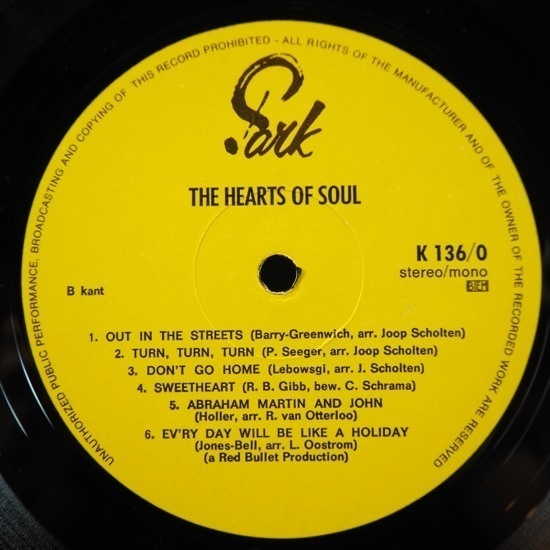 UNAUTHORIZED PUBLIC PERFORMANCE, BROADCASTING AND COPYING OF THIS RECORD PROHIBITED - ALL RIGHTS OF THE MANUFACTURER AND OF THE OWNER OF THE RECORDED WORK ARE RESERVED
Park
THE HEARTS OF SOUL
K 136/0
stereo/mono
BIEM
B kant
1. OUT IN THE STREETS (Barry-Greenwich, arr. Joop Scholten)
2. TURN, TURN, TURN (P. Seeger, arr. Joop Scholten)
3. DON'T GO HOME (Lebowsgi, arr. J. Scholten)
4. SWEETHEART (R. B. Gibb, bew. C. Schrama)
5. ABRAHAM MARTIN AND JOHN
(Holler, arr. R. van Otterloo)
6. EV'RY DAY WILL BE LIKE A HOLIDAY
(Jones-Bell, arr. L. Oostrom)
(a Red Bullet Production)